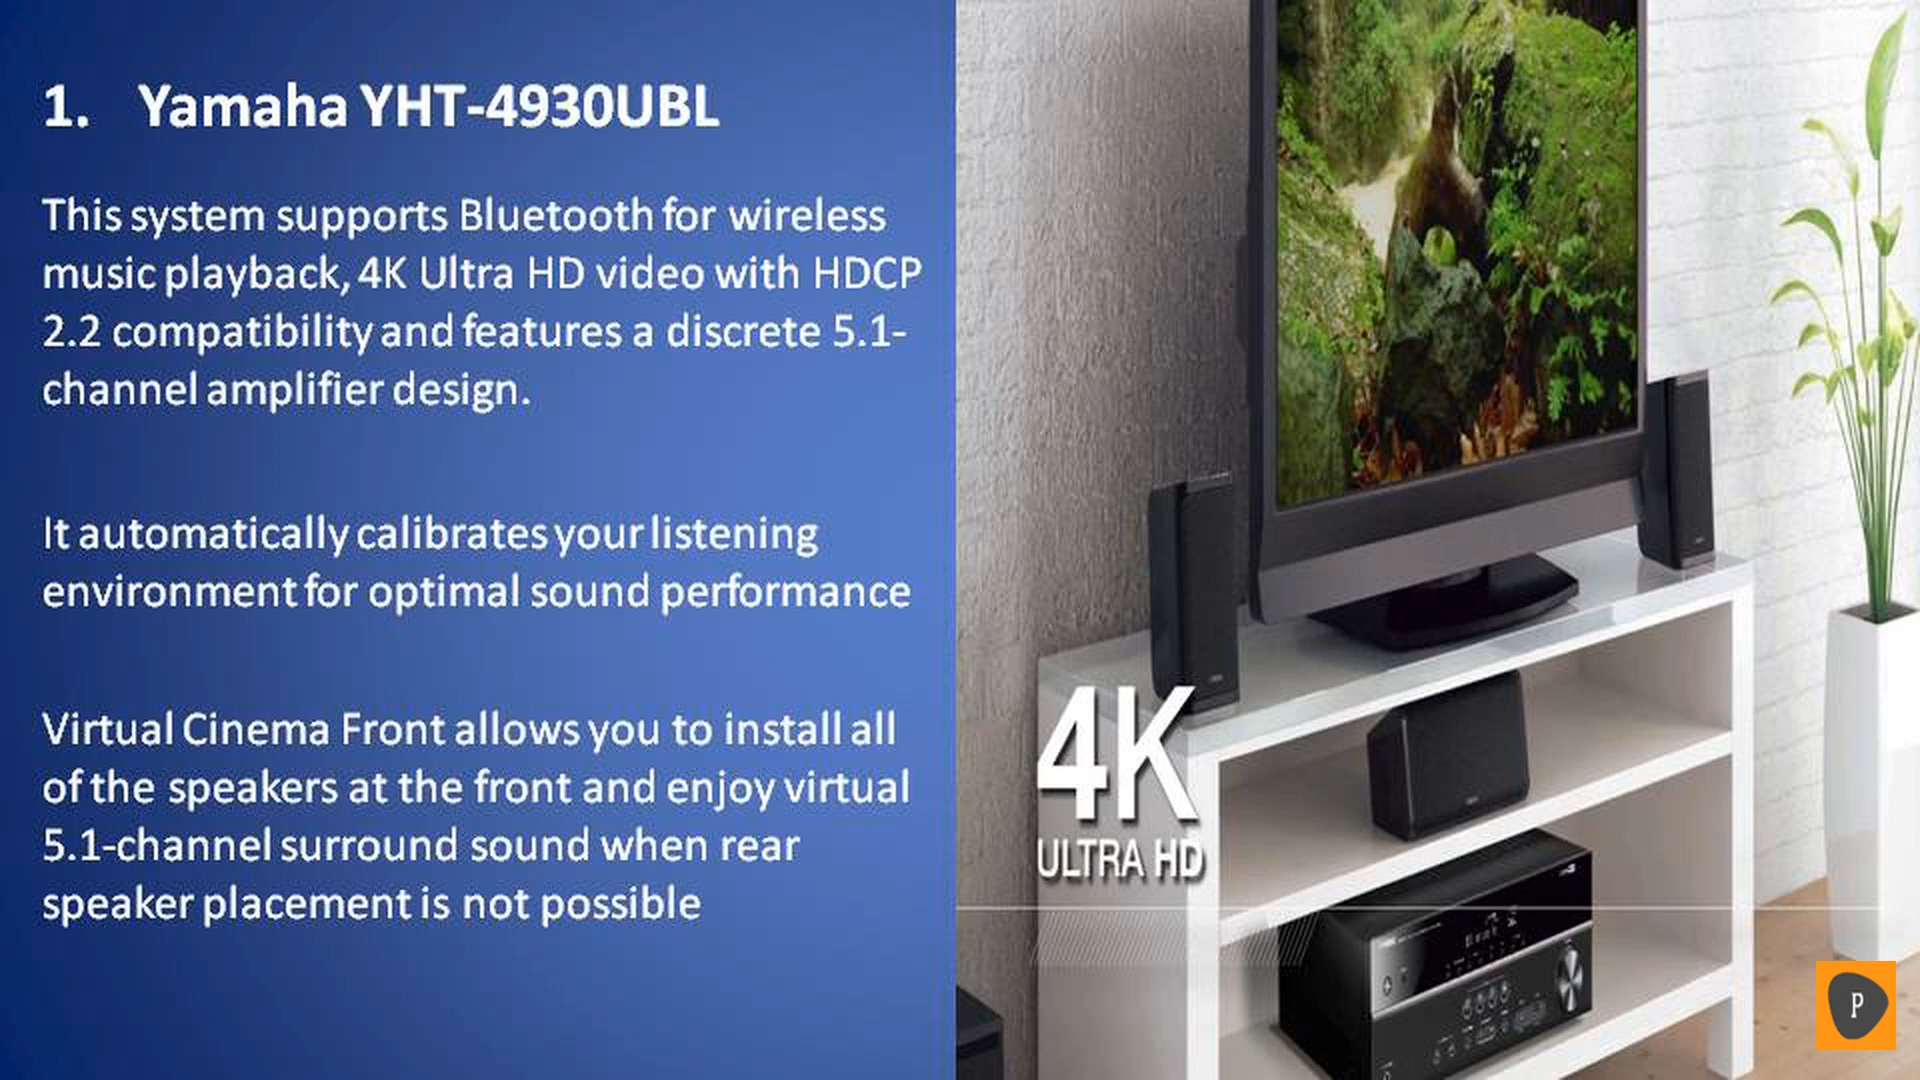 1. Yamaha YHT-4930UBL
This system supports Bluetooth for wireless
music playback, 4K Ultra HD video with HDCP
2.2 compatibility and features a discrete 5.1-
channel amplifier design.
It automatically calibrates your listening
environment for optimal sound performance
Virtual Cinema Front allows you to install all
of the speakers at the front and enjoy virtual
5.1-channel surround sound when rear
speaker placement is not possible
4K
ULTRA HD
P